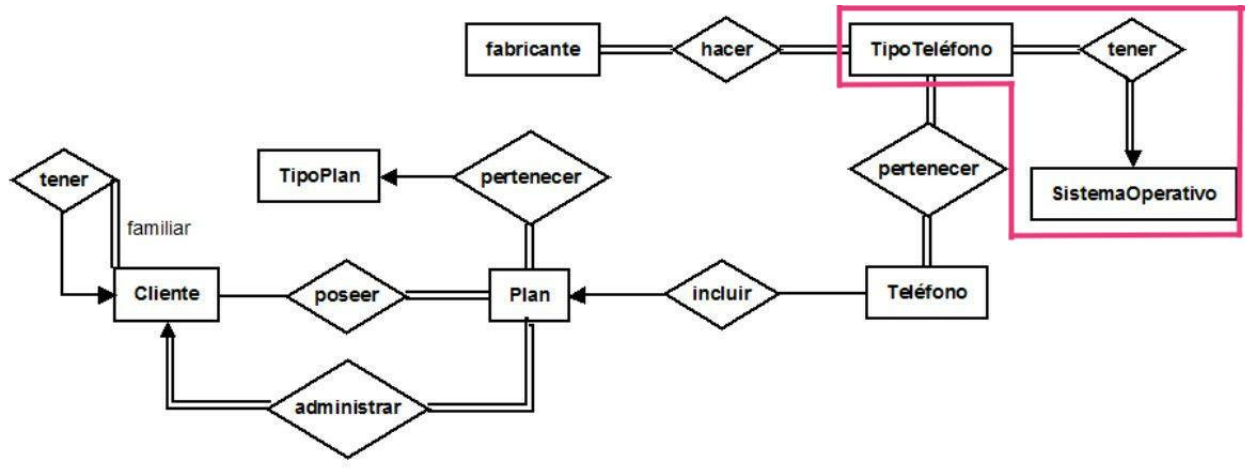 fabricante
hacer
TipoTeléfono
tener
tener
TipoPlan
pertenecer
pertenecer
SistemaOperativo
familiar
Cliente
poseer
Plan
incluir
Teléfono
administrar